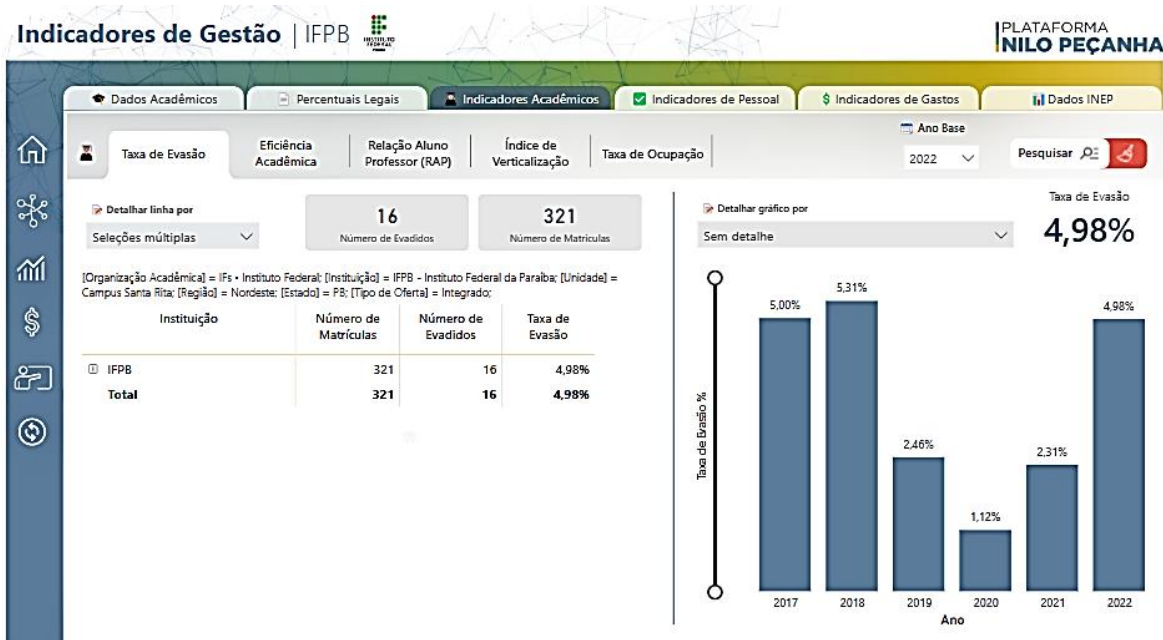 Indicadores de Gestão | IFPB
INSTITUTO FEDERAL
PLATAFORMA
NILO PEÇANHA
Dados Acadêmicos
Percentuais Legais
Indicadores Acadêmicos
Indicadores de Pessoal
$ Indicadores de Gastos
Dados INEP
Taxa de Evasão
Eficiência
Acadêmica
Relação Aluno
Professor (RAP)
Índice de
Verticalização
Taxa de Ocupação
Ano Base
2022
Pesquisar
Detalhar linha por
Seleções múltiplas
16
Número de Evadidos
321
Número de Matriculas
[Organização Acadêmica] = IFs - Instituto Federal; [Instituição] = IFPB - Instituto Federal da Paraíba; [Unidade] =
Campus Santa Rita; [Região] = Nordeste; [Estado] = PB; [Tipo de Oferta] = Integrado;
Instituição Número de Matrículas Número de Evadidos Taxa de Evasão
IFPB 321 16 4,98%
Total 321 16 4,98%
Detalhar gráfico por
Sem detalhe
Taxa de Evasão
4,98%
Taxa de Evasão %
5,00%
5,31%
2,46%
1,12%
2,31%
4,98%
2017 2018 2019 2020 2021 2022
Ano